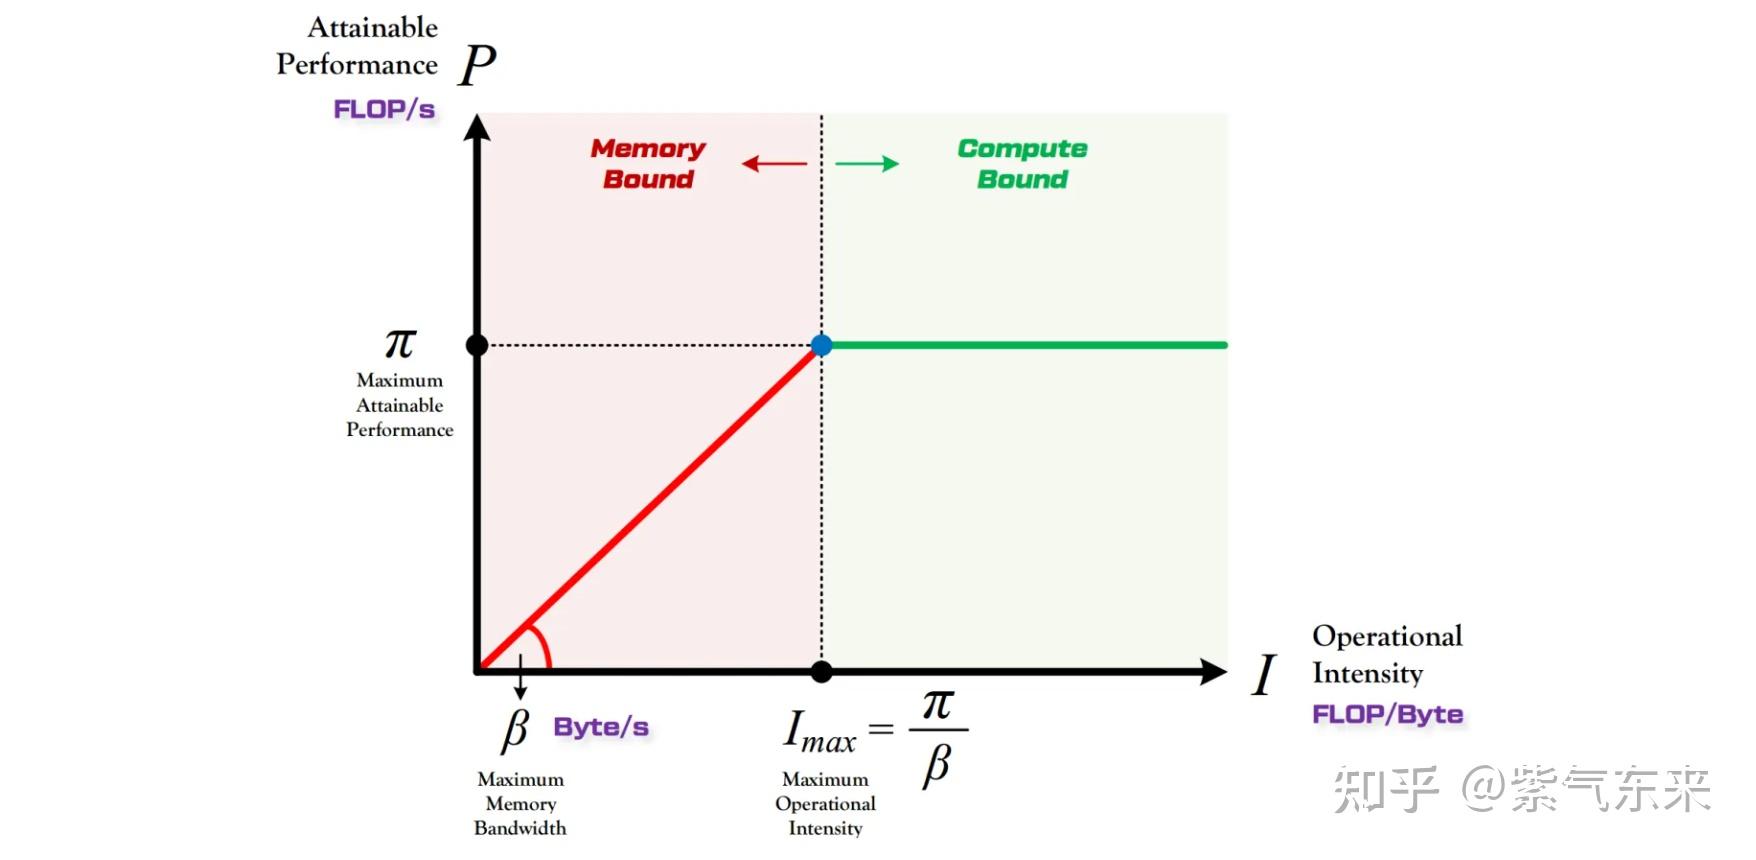 Attainable
Performance
P
FLOP/s
Memory
Bound
Compute
Bound
π
Maximum
Attainable
Performance
Operational
Intensity
I
FLOP/Byte
β
Byte/s
Maximum
Memory
Bandwidth
I_max = π/β
Maximum
Operational
Intensity
知乎 @紫气东来